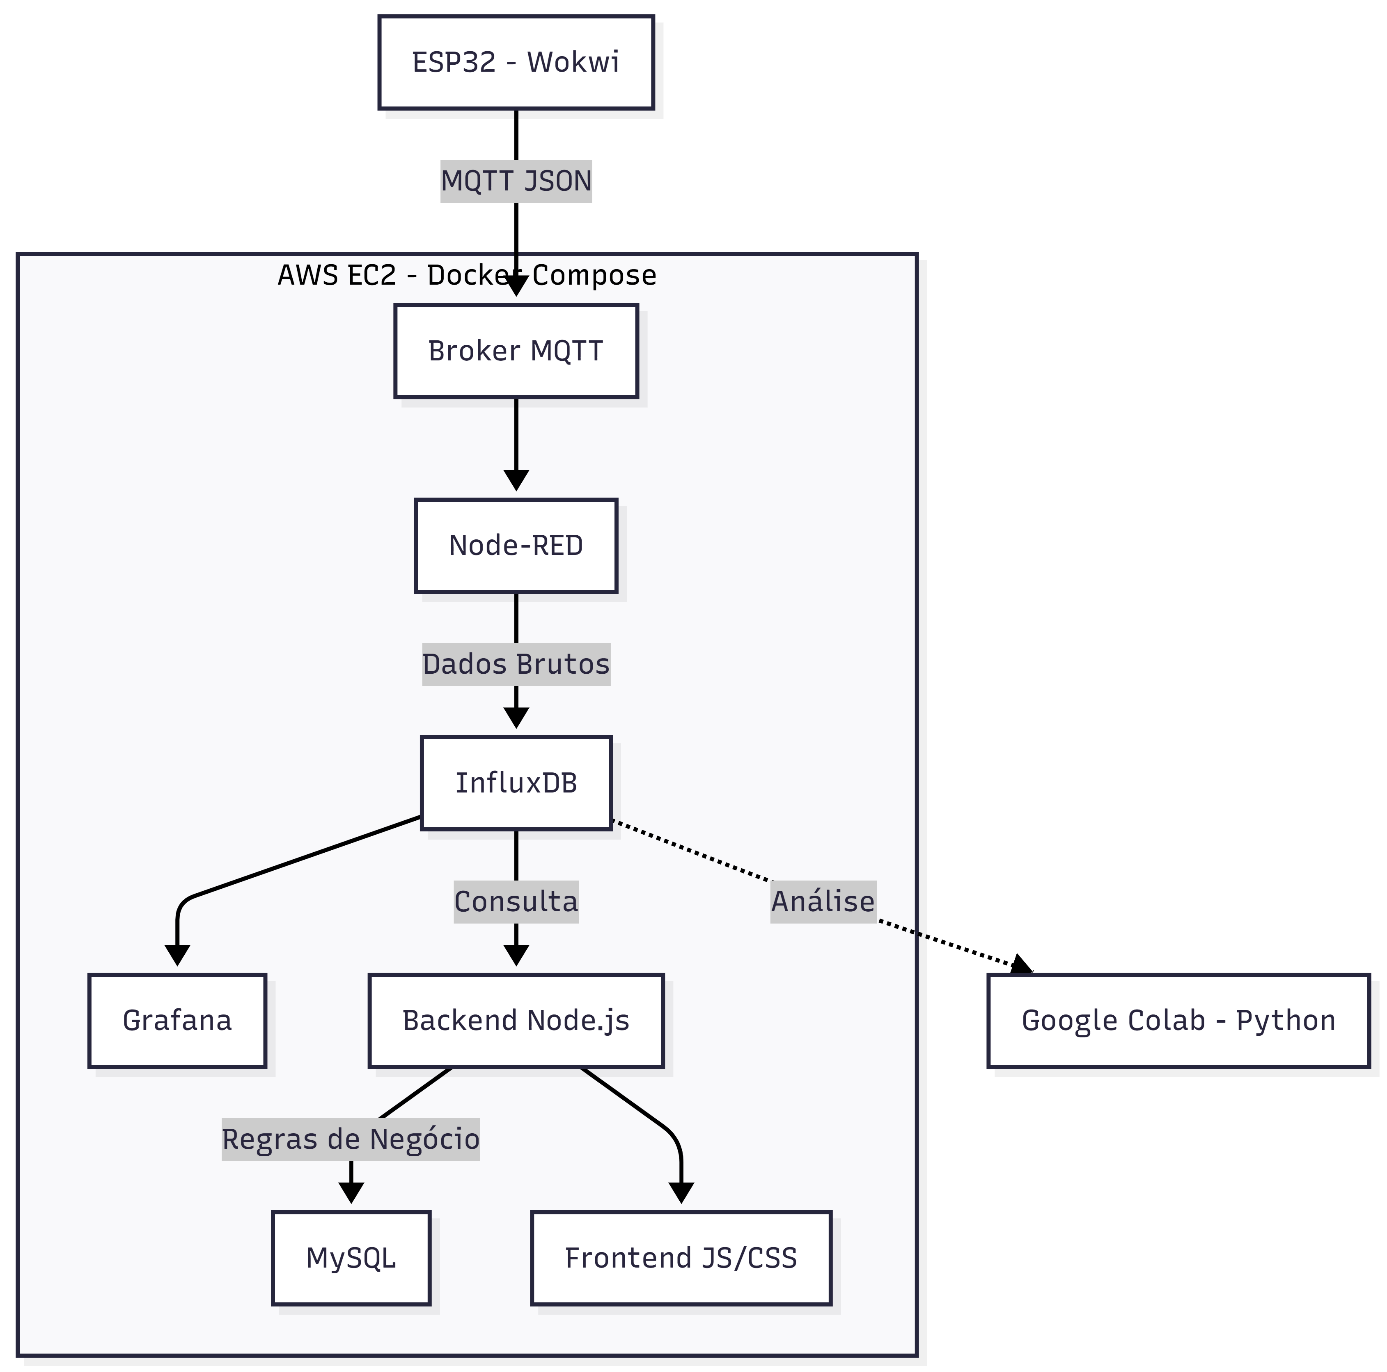 ESP32 - Wokwi
MQTT JSON
AWS EC2 - Docker Compose
Broker MQTT
Node-RED
Dados Brutos
InfluxDB
Consulta
Análise
Grafana
Backend Node.js
Google Colab - Python
Regras de Negócio
MySQL
Frontend JS/CSS